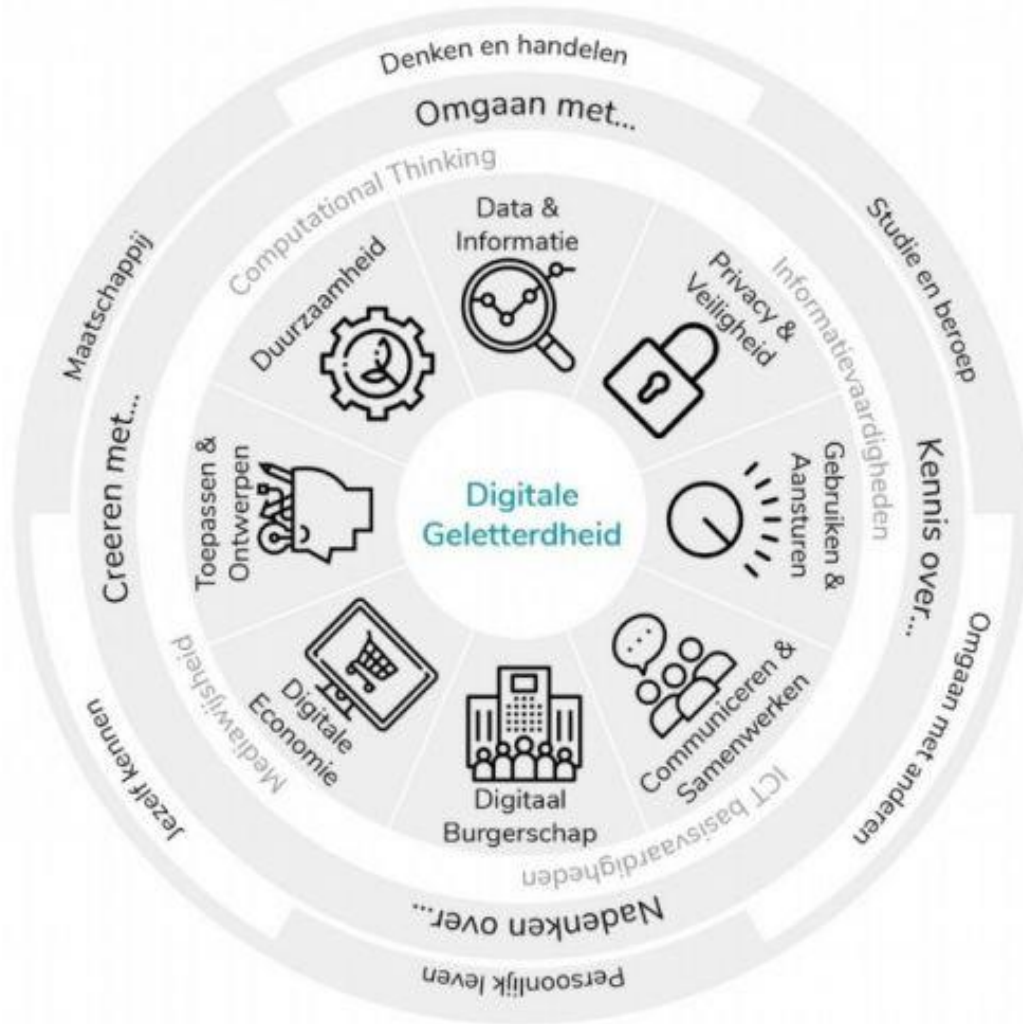 Denken en handelen
Studie en beroep
Omgaan met anderen
Persoonlijk leven
Jezelf kennen
Maatschappij
Omgaan met...
Kennis over...
Nadenken over...
Creeren met...
Computational Thinking
Informatievaardigheden
ICT basisvaardigheden
Mediawijsheid
Data &
Informatie
Privacy &
Veiligheid
Gebruiken &
Aansturen
Communiceren &
Samenwerken
Digitaal
Burgerschap
Digitale
Economie
Toepassen &
Ontwerpen
Duurzaamheid
Digitale
Geletterdheid